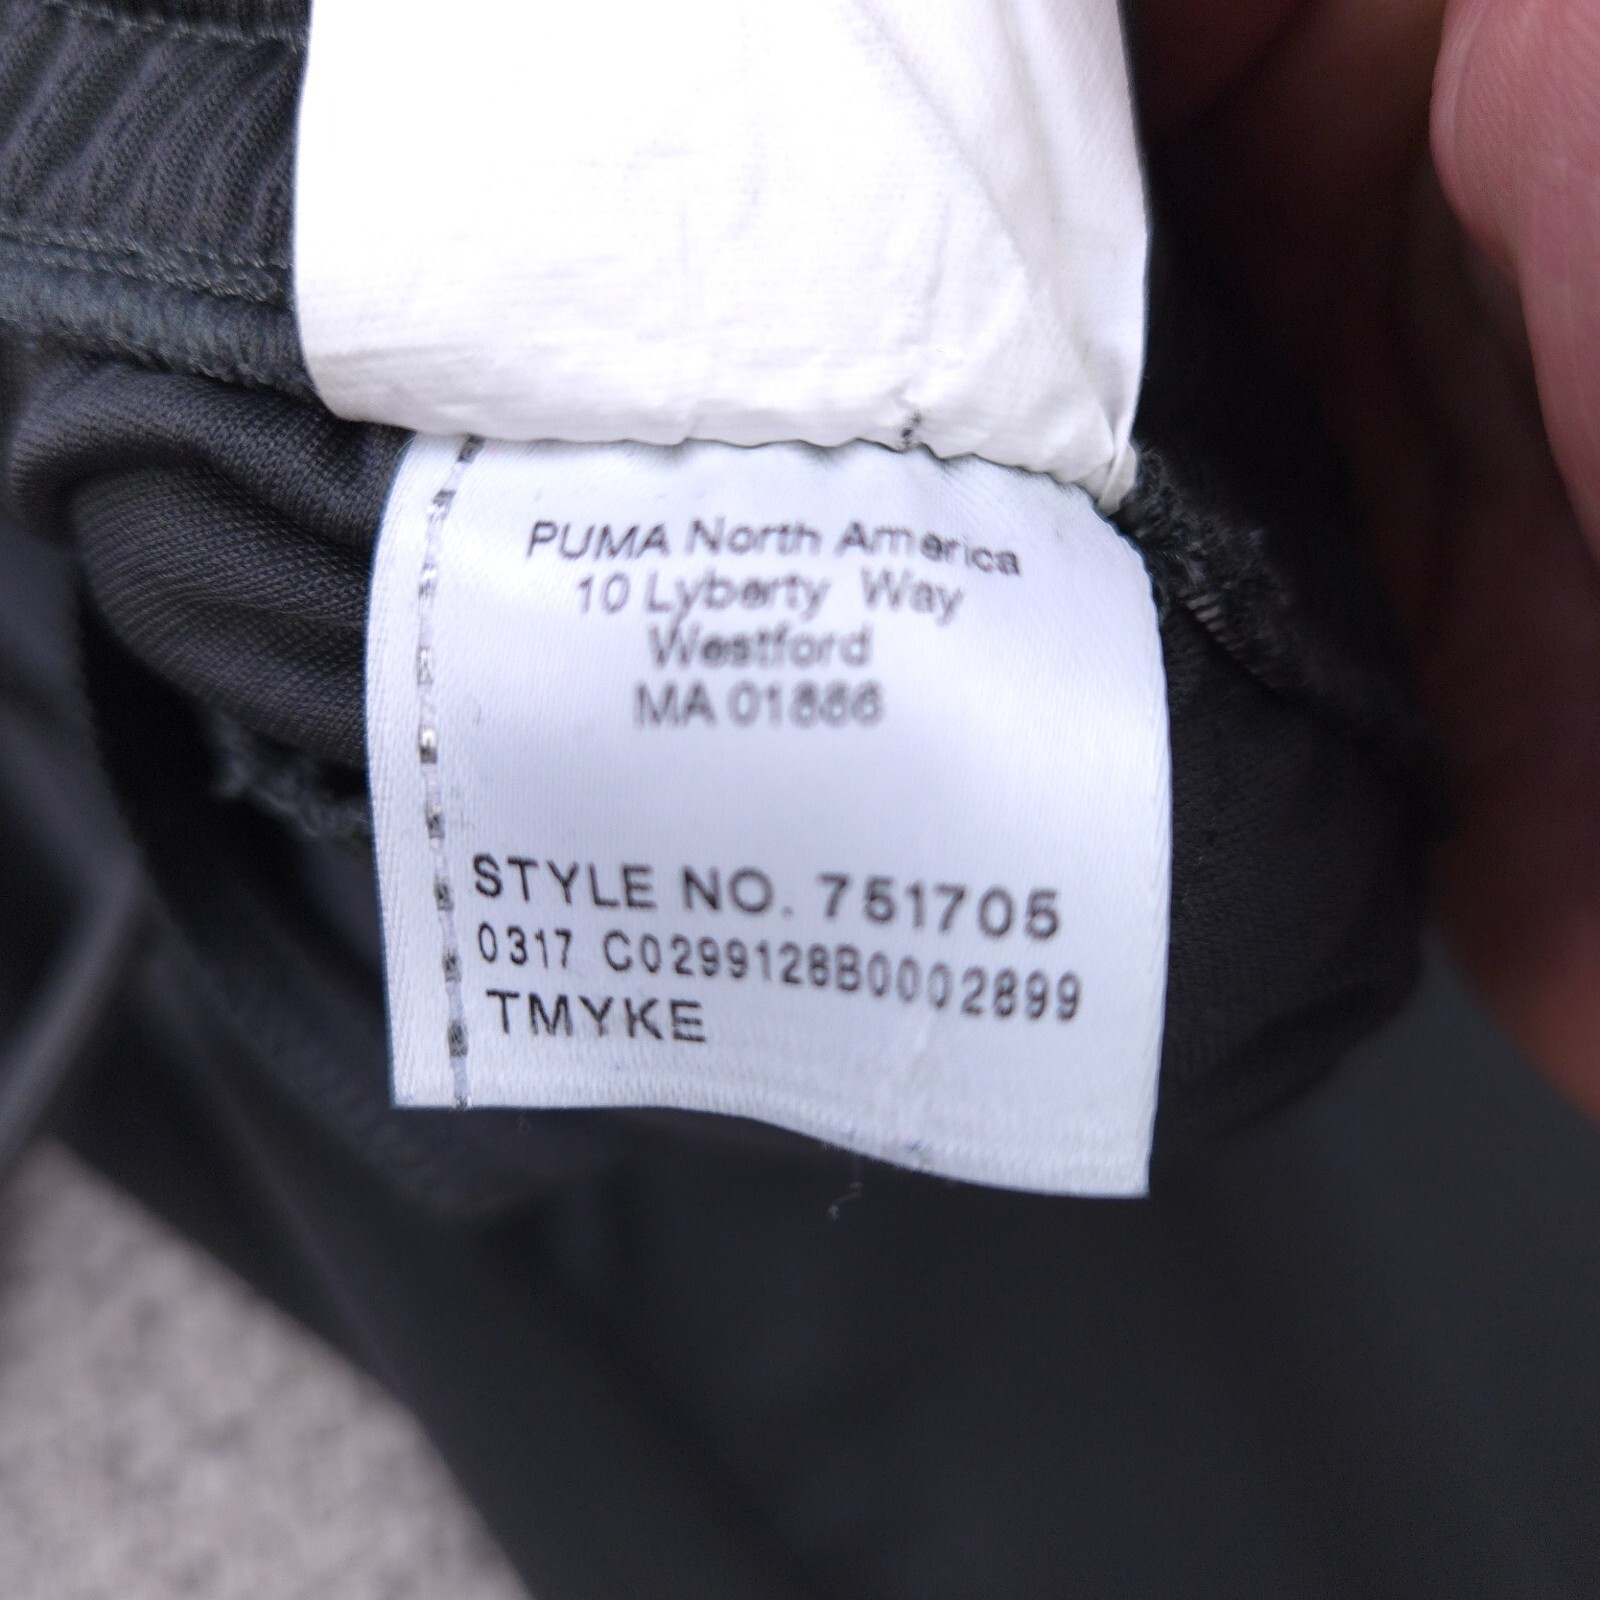 PUMA North America
10 Lyberty Way
Westford
MA 01886
STYLE NO. 751705
0317 C0299128B0002899
TMYKE